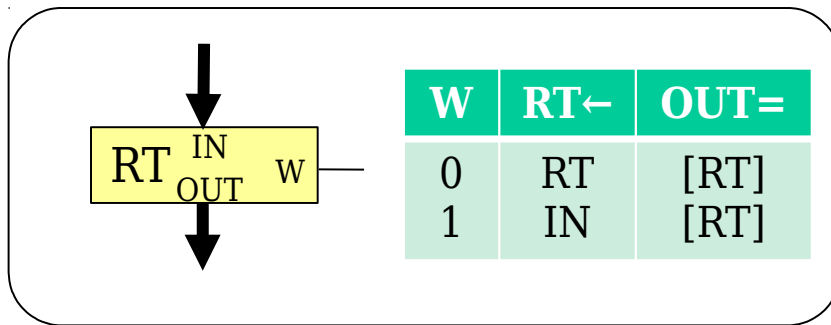 RT IN W
OUT
W RT← OUT=
0 RT [RT]
1 IN [RT]